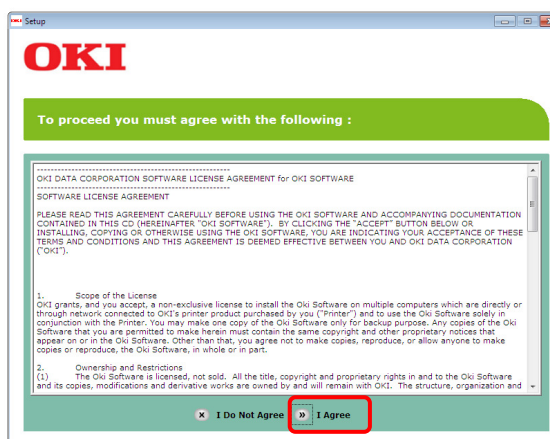 OKI Setup
OKI
To proceed you must agree with the following :
------------------------------------------------------
OKI DATA CORPORATION SOFTWARE LICENSE AGREEMENT for OKI SOFTWARE
------------------------------------------------------
SOFTWARE LICENSE AGREEMENT
PLEASE READ THIS AGREEMENT CAREFULLY BEFORE USING THE OKI SOFTWARE AND ACCOMPANYING DOCUMENTATION
CONTAINED IN THIS CD (HEREINAFTER "OKI SOFTWARE"). BY CLICKING THE "ACCEPT" BUTTON BELOW OR
INSTALLING, COPYING OR OTHERWISE USING THE OKI SOFTWARE, YOU ARE INDICATING YOUR ACCEPTANCE OF THESE
TERMS AND CONDITIONS AND THIS AGREEMENT IS DEEMED EFFECTIVE BETWEEN YOU AND OKI DATA CORPORATION
("OKI").
1. Scope of the License
OKI grants, and you accept, a non-exclusive license to install the Oki Software on multiple computers which are directly or
through network connected to OKI's printer product purchased by you ("Printer") and to use the Oki Software solely in
conjunction with the Printer. You may make one copy of the Oki Software only for backup purpose. Any copies of the Oki
Software that you are permitted to make herein must contain the same copyright and other proprietary notices that
appear on or in the Oki Software. Other than that, you agree not to make copies, reproduce, or allow anyone to make
copies or reproduce, the Oki Software, in whole or in part.
2. Ownership and Restrictions
(1) The Oki Software is licensed, not sold. All the title, copyright and proprietary rights in and to the Oki Software
and its copies, modifications and derivative works are owned by and will remain with OKI. The structure, organization and
I Do Not Agree I Agree